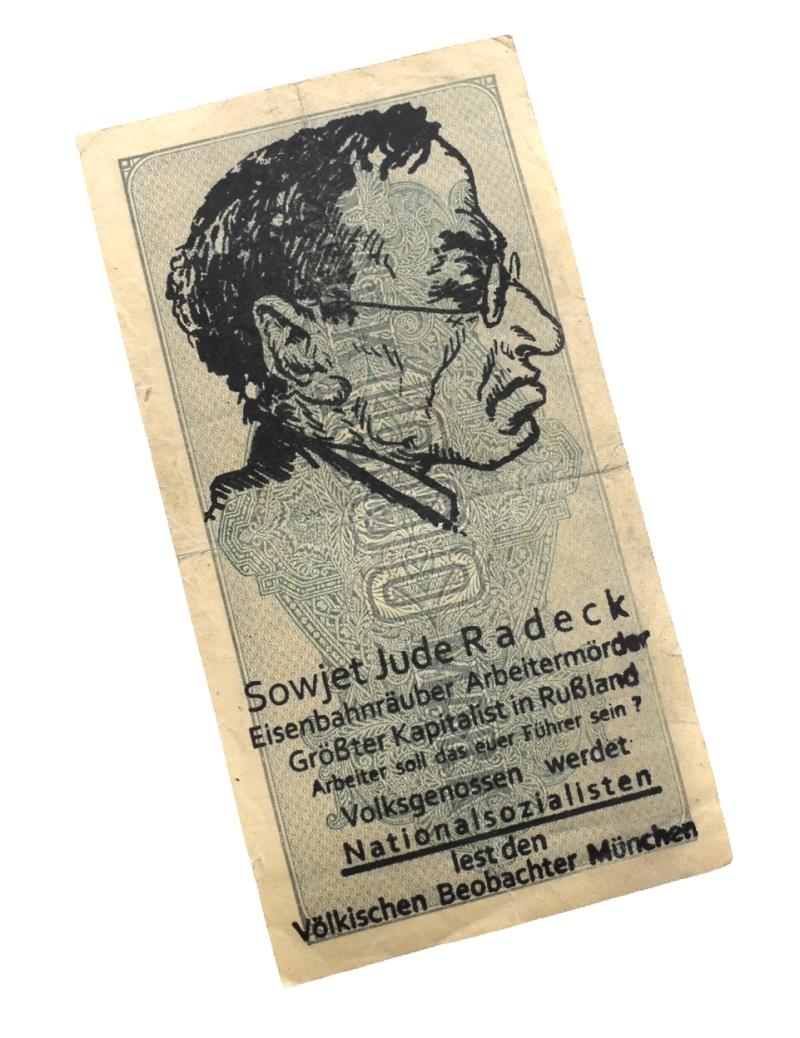 Sowjet Jude Radeck
Eisenbahnräuber Arbeitermörder
Größter Kapitalist in Rußland
Arbeiter soll das euer Führer sein ?
Volksgenossen werdet
Nationalsozialisten
lest den
Völkischen Beobachter München